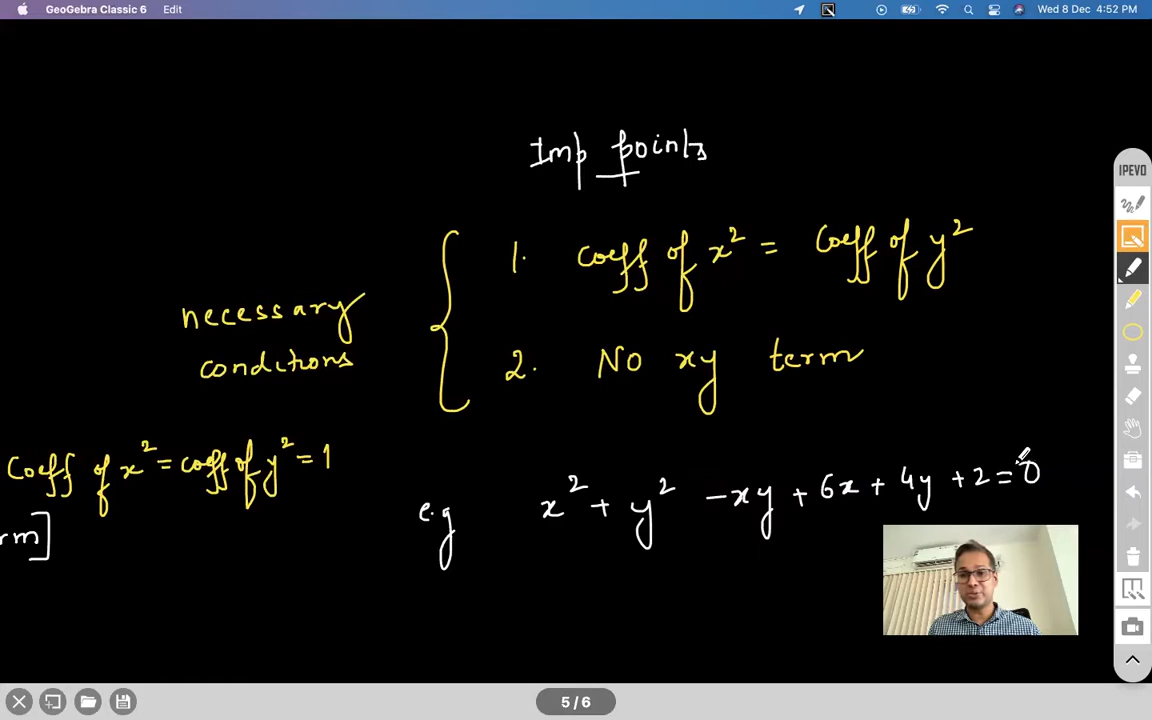 GeoGebra Classic 6 Edit Wed 8 Dec 4:52 PM
Imp points
IPEVO
1. Coeff of x² = Coeff of y²
necessary
conditions
2. No xy term
Coeff of x² = coeff of y² = 1
e.g x² + y² - xy + 6x + 4y + 2 = 0
rm]
5 / 6